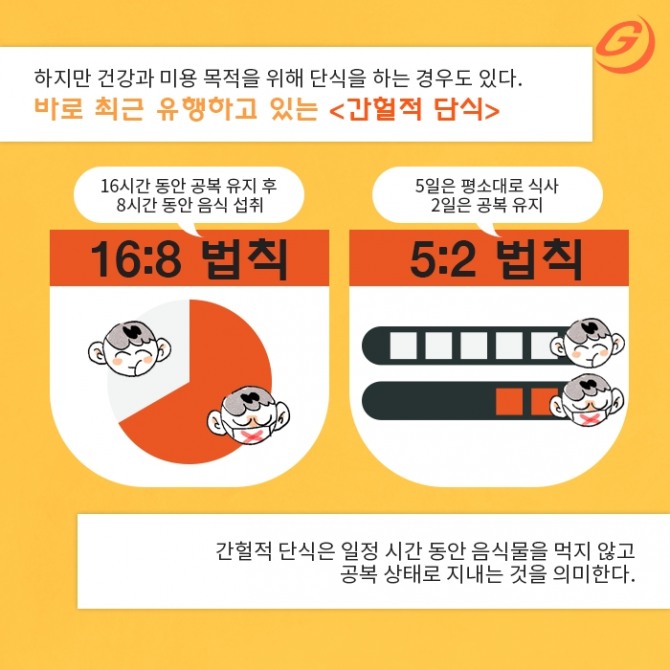 G
하지만 건강과 미용 목적을 위해 단식을 하는 경우도 있다.
바로 최근 유행하고 있는 <간헐적 단식>
16시간 동안 공복 유지 후
8시간 동안 음식 섭취
16:8 법칙
5일은 평소대로 식사
2일은 공복 유지
5:2 법칙
간헐적 단식은 일정 시간 동안 음식물을 먹지 않고
공복 상태로 지내는 것을 의미한다.